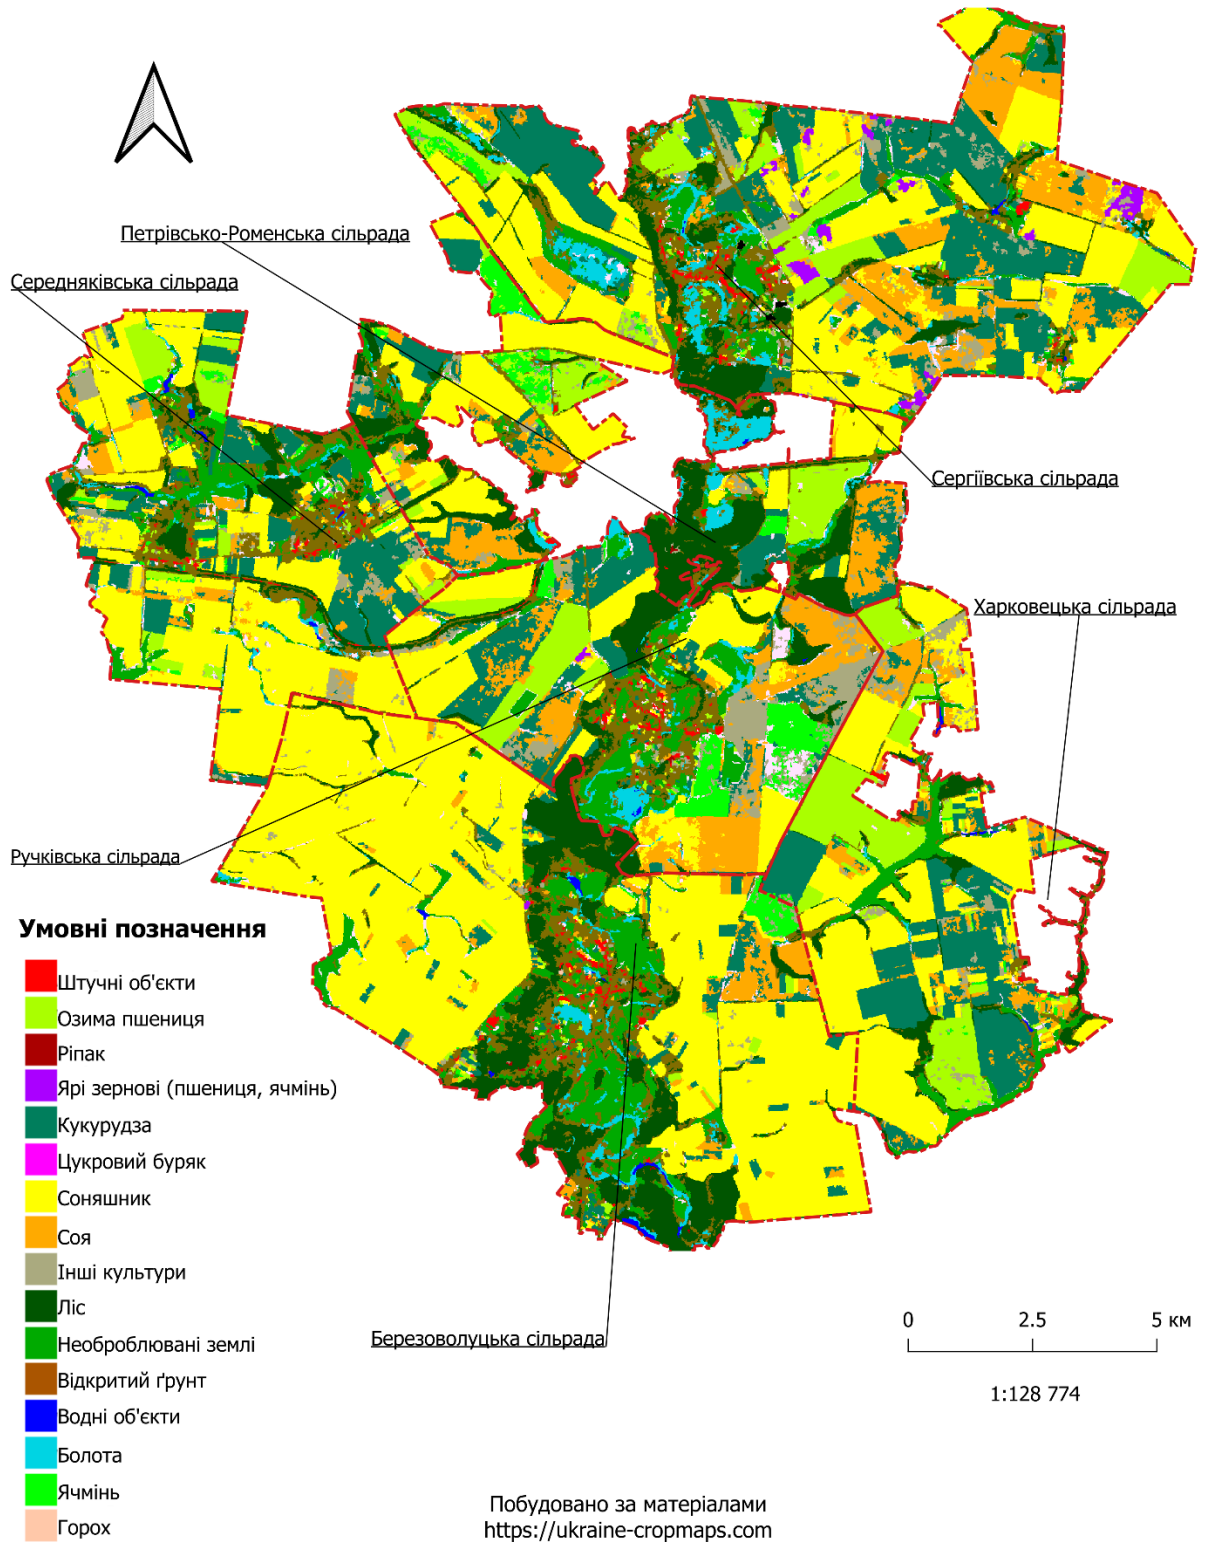 Петрівсько-Роменська сільрада
Середняківська сільрада
Сергіївська сільрада
Харковецька сільрада
Ручківська сільрада
Умовні позначення
Штучні об'єкти
Озима пшениця
Ріпак
Ярі зернові (пшениця, ячмінь)
Кукурудза
Цукровий буряк
Соняшник
Соя
Інші культури
Ліс
Необроблювані землі
Відкритий ґрунт
Водні об'єкти
Болота
Ячмінь
Горох
Березоволуцька сільрада
0 2.5 5 км
1:128 774
Побудовано за матеріалами
https://ukraine-cropmaps.com